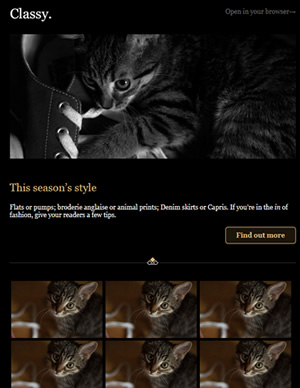 Classy.
Open in your browser→
This season's style
Flats or pumps; broderie anglaise or animal prints; Denim skirts or Capris. If you're in the in of
fashion, give your readers a few tips.
Find out more